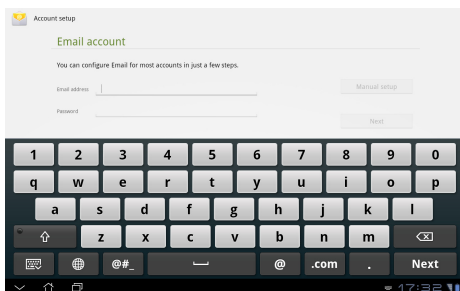 Account setup
Email account
You can configure Email for most accounts in just a few steps.
Email address
Manual setup
Password
Next
1 2 3 4 5 6 7 8 9 0
q w e r t y u i o p
a s d f g h j k l
z x c v b n m
@#_ @ .com . Next
17:32